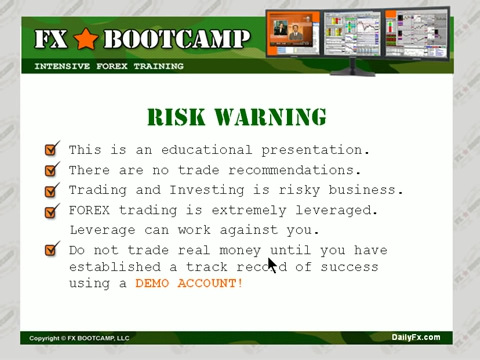 FX BOOTCAMP
INTENSIVE FOREX TRAINING
RISK WARNING
This is an educational presentation.
There are no trade recommendations.
Trading and Investing is risky business.
FOREX trading is extremely leveraged.
Leverage can work against you.
Do not trade real money until you have
established a track record of success
using a DEMO ACCOUNT!
Copyright © FX BOOTCAMP, LLC
DailyFx.com